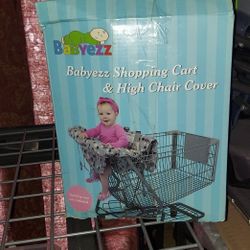 Babyezz
Babyezz Shopping Cart
& High Chair Cover